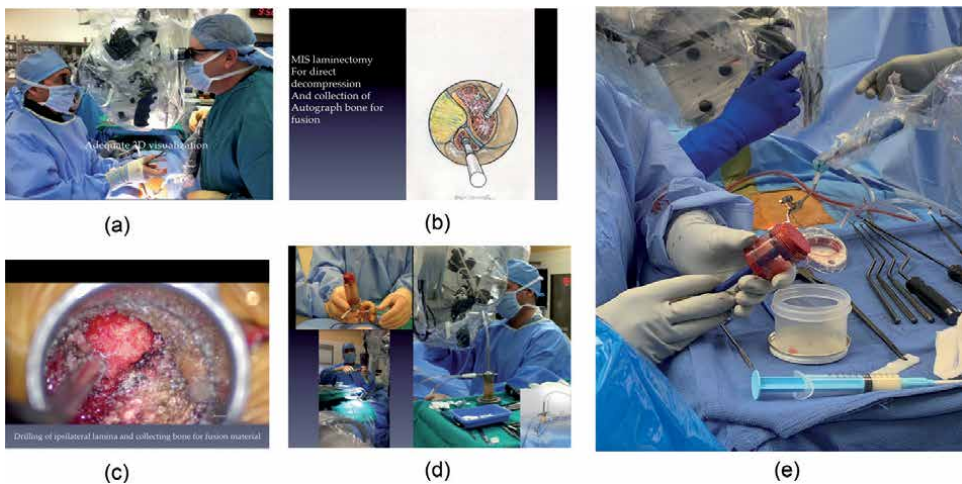 Adequate 3D visualization
(a)
MIS laminectomy
For direct
decompression
And collection of
Autograph bone for
fusion
(b)
Drilling of ipsilateral lamina and collecting bone for fusion material
(c)
(d)
(e)